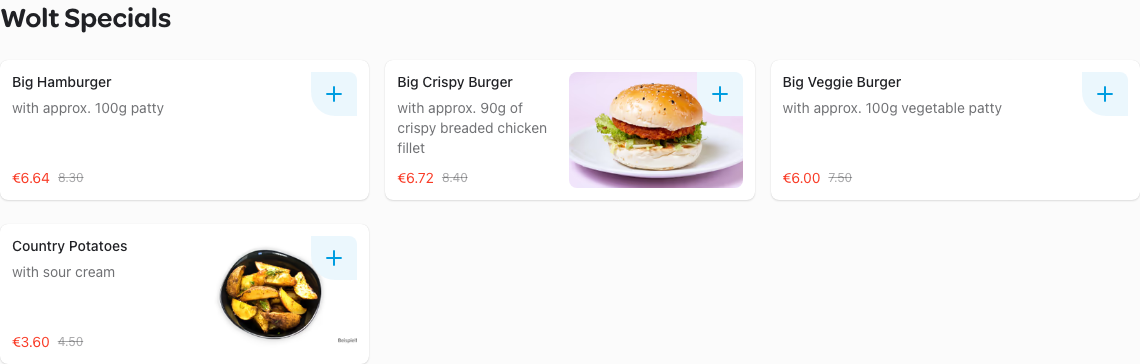 Wolt Specials
Big Hamburger
with approx. 100g patty
€6.64 8.30
Big Crispy Burger
with approx. 90g of
crispy breaded chicken
fillet
€6.72 8.40
Big Veggie Burger
with approx. 100g vegetable patty
€6.00 7.50
Country Potatoes
with sour cream
€3.60 4.50
Beispiel!